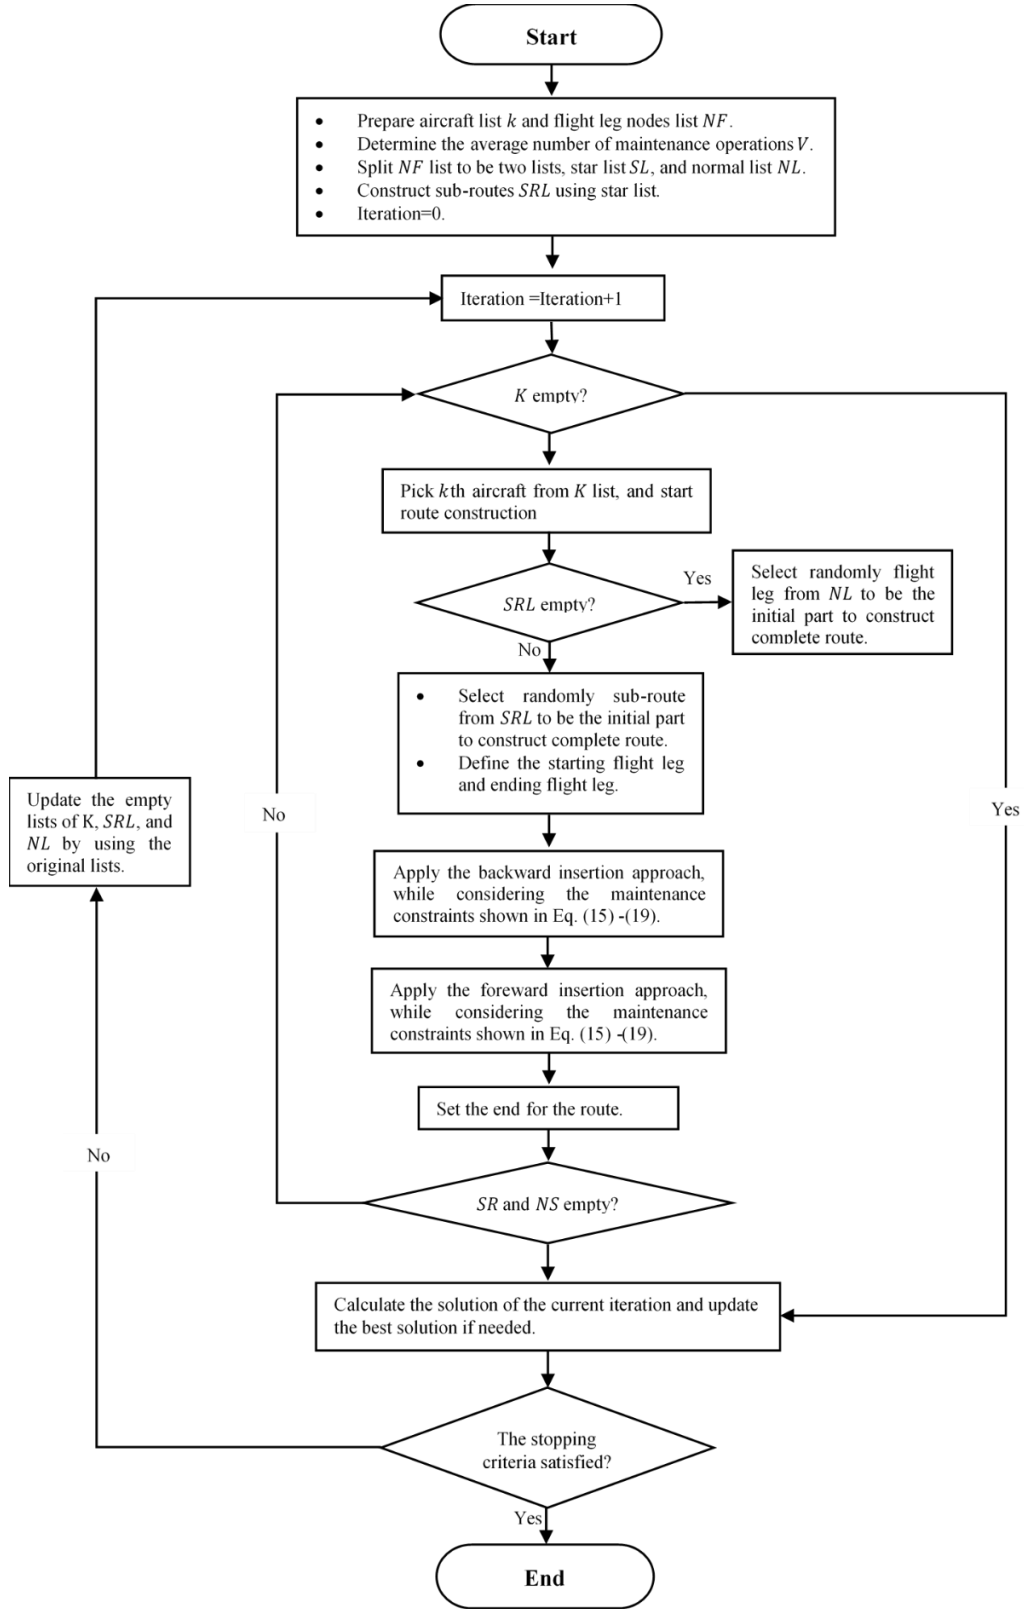 Start
• Prepare aircraft list k and flight leg nodes list NF.
• Determine the average number of maintenance operations V.
• Split NF list to be two lists, star list SL, and normal list NL.
• Construct sub-routes SRL using star list.
• Iteration=0.
Iteration =Iteration+1
K empty?
Pick kth aircraft from K list, and start
route construction
SRL empty?
Yes
Select randomly flight
leg from NL to be the
initial part to construct
complete route.
No
• Select randomly sub-route
from SRL to be the initial part
to construct complete route.
• Define the starting flight leg
and ending flight leg.
Update the empty
lists of K, SRL, and
NL by using the
original lists.
No
Yes
Apply the backward insertion approach,
while considering the maintenance
constraints shown in Eq. (15) -(19).
Apply the foreward insertion approach,
while considering the maintenance
constraints shown in Eq. (15) -(19).
Set the end for the route.
No
SR and NS empty?
Calculate the solution of the current iteration and update
the best solution if needed.
The stopping
criteria satisfied?
Yes
End